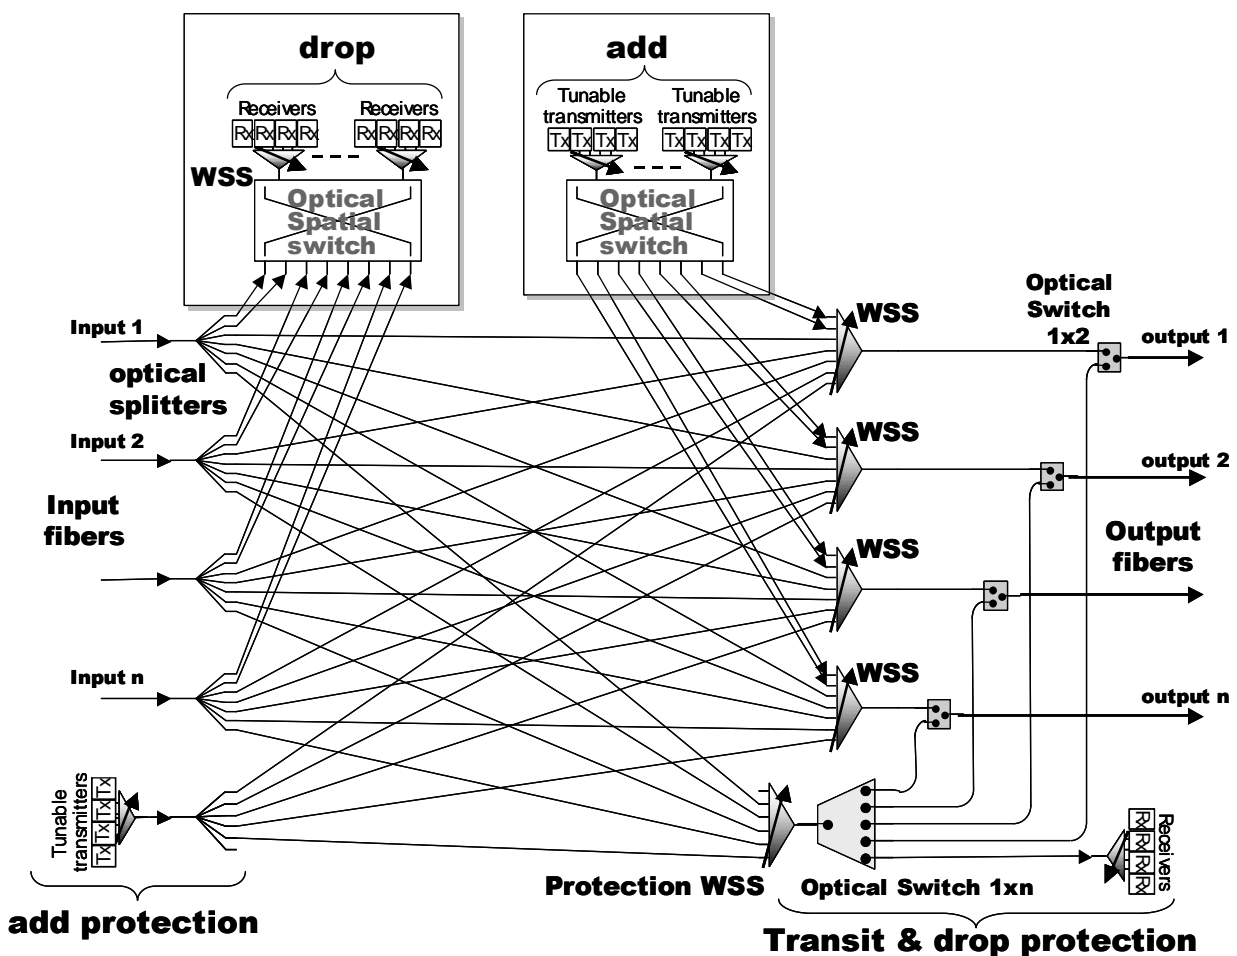 drop
add
Receivers
Receivers
Rx Rx Rx Rx
Rx Rx Rx Rx
Tunable
transmitters
Tunable
transmitters
Tx Tx Tx Tx
Tx Tx Tx Tx
WSS
Optical
Spatial
switch
Optical
Spatial
switch
Optical
Switch
1x2
Input 1
WSS
output 1
optical
splitters
Input 2
WSS
output 2
Input
fibers
WSS
Output
fibers
Input n
WSS
output n
Tunable
transmitters
Tx Tx Tx Tx
Rx Rx Rx Rx
Receivers
Protection WSS
Optical Switch 1xn
add protection
Transit & drop protection